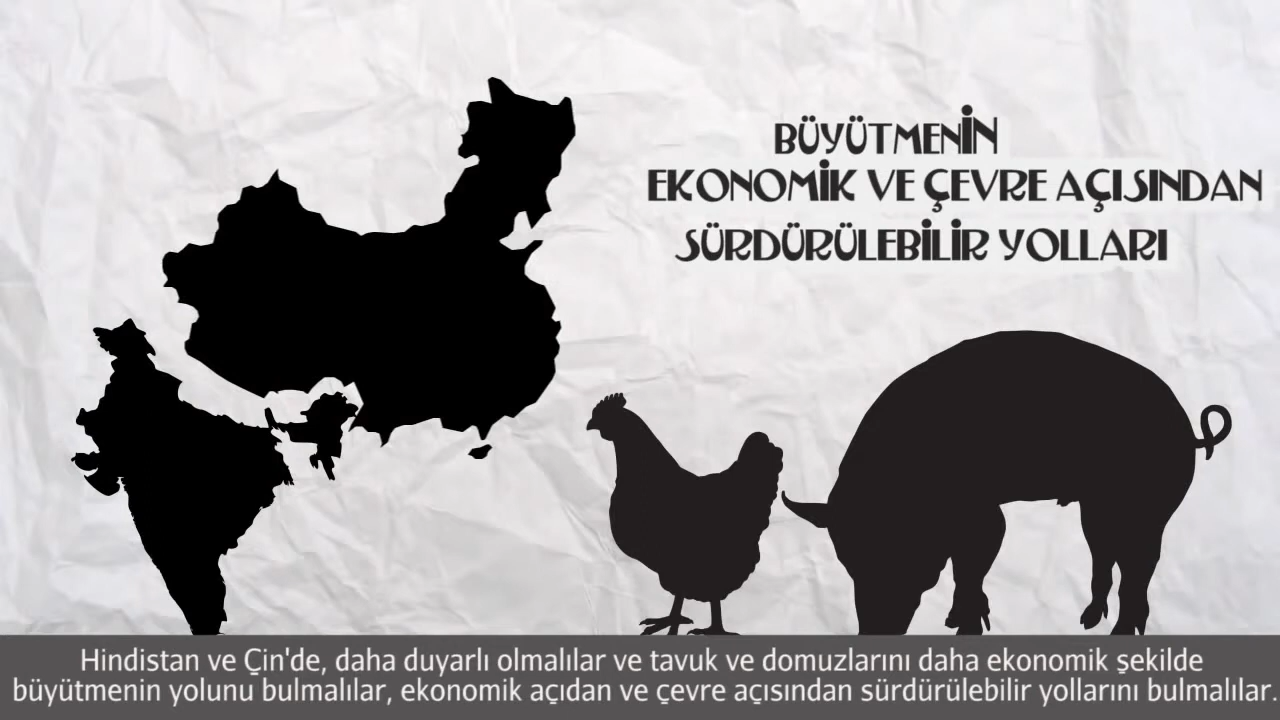 BÜYÜTMENİN
EKONOMİK VE ÇEVRE AÇISINDAN
SÜRDÜRÜLEBİLİR YOLLARI
Hindistan ve Çin'de, daha duyarlı olmalılar ve tavuk ve domuzlarını daha ekonomik şekilde
büyütmenin yolunu bulmalılar, ekonomik açıdan ve çevre açısından sürdürülebilir yollarını bulmalılar.